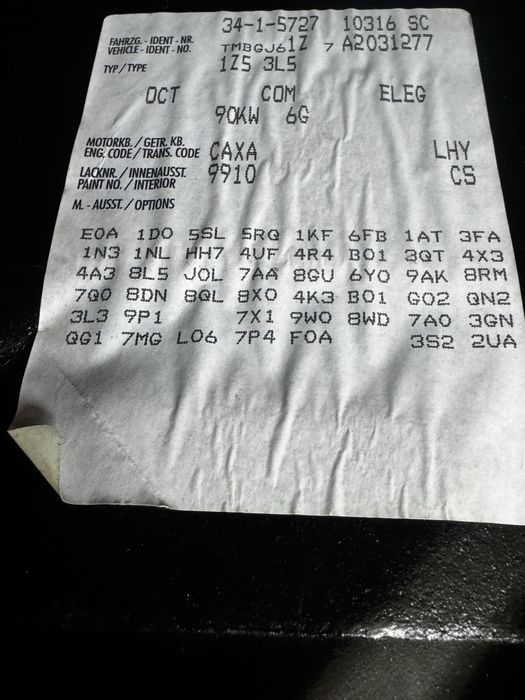 34-1-5727 10316 SC
FAHRZG. - IDENT - NR.
VEHICLE - IDENT - NO. TMBGJ61Z 7 A2031277
TYP / TYPE 1Z5 3L5
OCT COM ELEG
90KW 6G
MOTORKB. / GETR. KB.
ENG. CODE / TRANS. CODE CAXA LHY
LACKNR. / INNENAUSST.
PAINT NO. / INTERIOR 9910 CS
M. - AUSST. / OPTIONS
E0A 1D0 5SL 5RQ 1KF 6FB 1AT 3FA
1N3 1NL HH7 4UF 4R4 B01 3QT 4X3
4A3 8L5 J0L 7AA 8GU 6Y0 9AK 8RM
7Q0 8DN 8QL 8X0 4K3 B01 G02 QN2
3L3 9P1 7X1 9W0 8WD 7A0 3GN
QG1 7MG L06 7P4 F0A 3S2 2UA